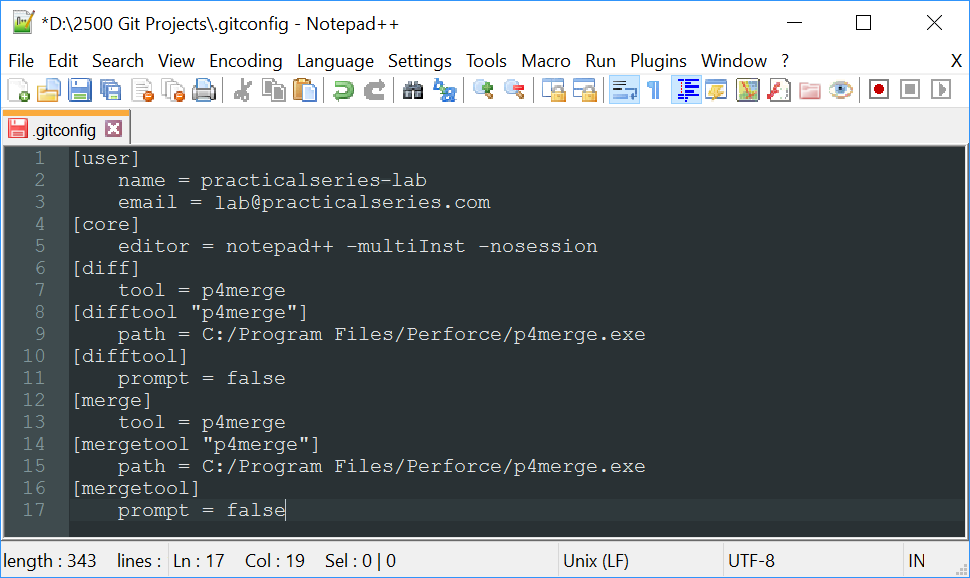 *D:\2500 Git Projects\.gitconfig - Notepad++
File Edit Search View Encoding Language Settings Tools Macro Run Plugins Window ? X
.gitconfig
1 [user]
2     name = practicalseries-lab
3     email = lab@practicalseries.com
4 [core]
5     editor = notepad++ -multiInst -nosession
6 [diff]
7     tool = p4merge
8 [difftool "p4merge"]
9     path = C:/Program Files/Perforce/p4merge.exe
10 [difftool]
11     prompt = false
12 [merge]
13     tool = p4merge
14 [mergetool "p4merge"]
15     path = C:/Program Files/Perforce/p4merge.exe
16 [mergetool]
17     prompt = false
length : 343 lines : Ln : 17 Col : 19 Sel : 0 | 0 Unix (LF) UTF-8 IN